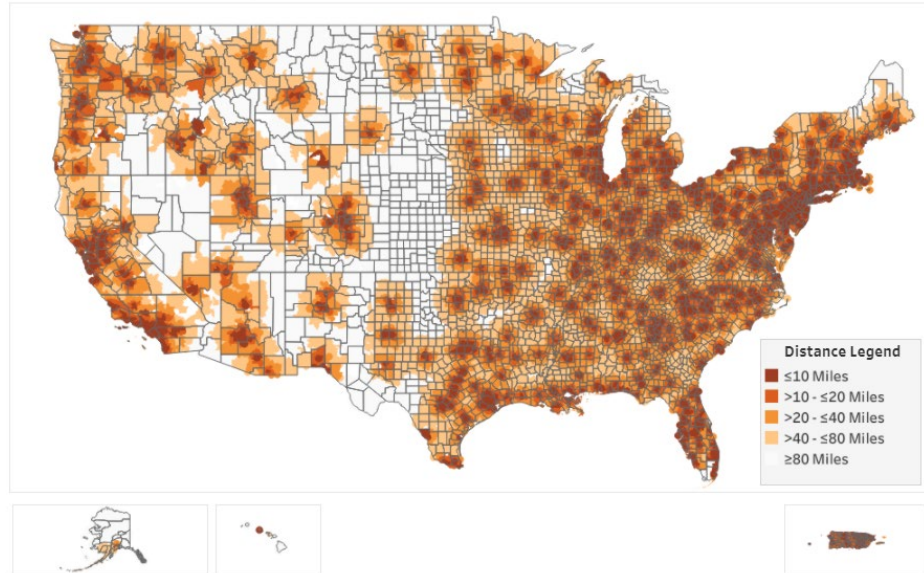 Distance Legend
≤10 Miles
>10 - ≤20 Miles
>20 - ≤40 Miles
>40 - ≤80 Miles
≥80 Miles